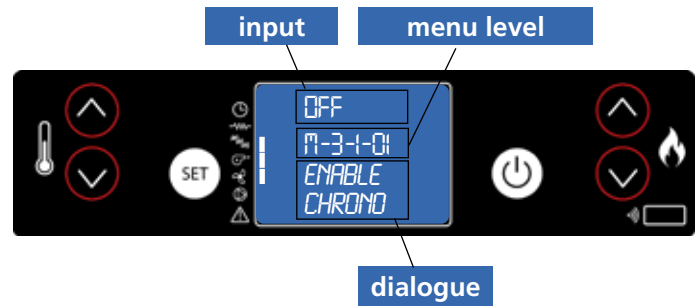 input
menu level
OFF
M-3-1-01
SET
ENABLE
CHRONO
dialogue